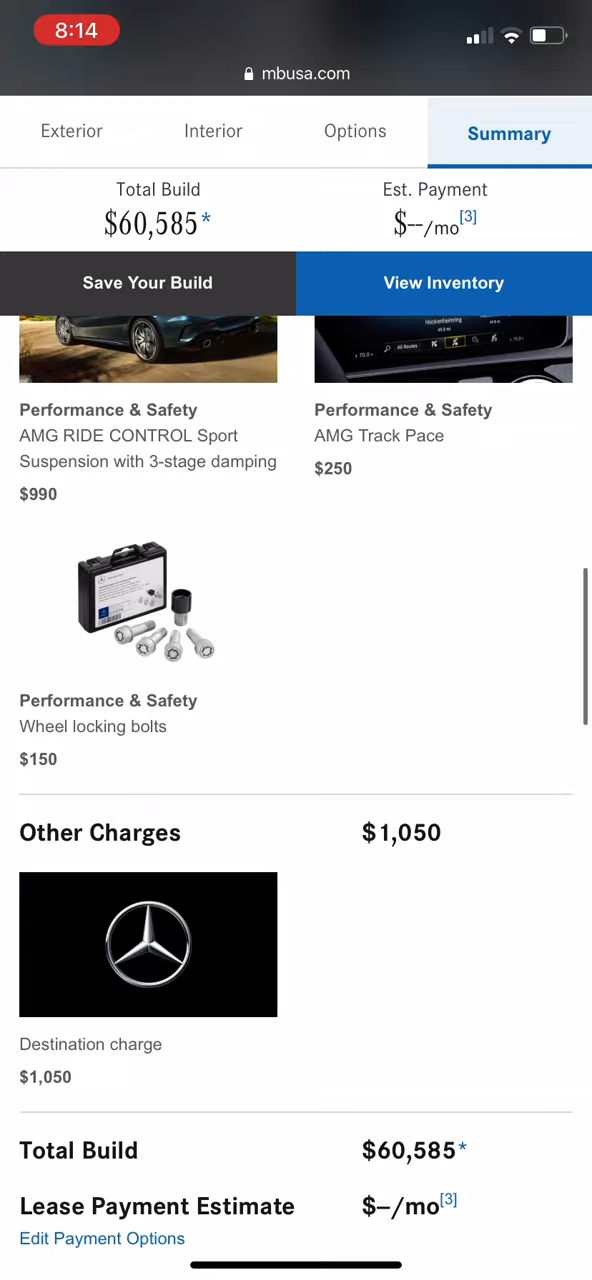 8:14
mbusa.com
Exterior
Interior
Options
Summary
Total Build
$60,585*
Est. Payment
$--/mo[3]
Save Your Build
View Inventory
Hockenheimring
All Routes
Performance & Safety
AMG RIDE CONTROL Sport
Suspension with 3-stage damping
$990
Performance & Safety
AMG Track Pace
$250
Performance & Safety
Wheel locking bolts
$150
Other Charges
$1,050
Destination charge
$1,050
Total Build
$60,585*
Lease Payment Estimate
$–/mo[3]
Edit Payment Options